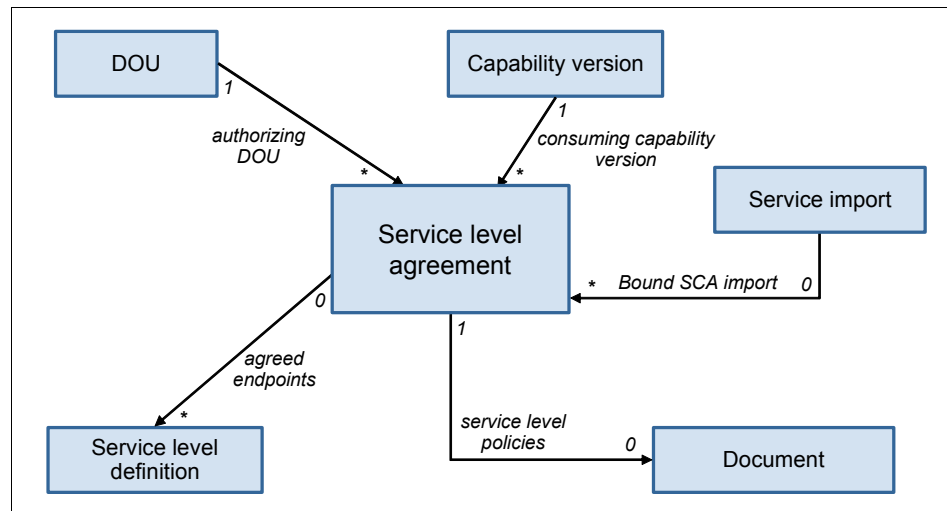 DOU
Capability version
1
1
authorizing
DOU
consuming capability
version
*
*
Service import
Service level
agreement
0
*
Bound SCA import
0
1
agreed
endpoints
*
service level
policies
0
Service level
definition
Document